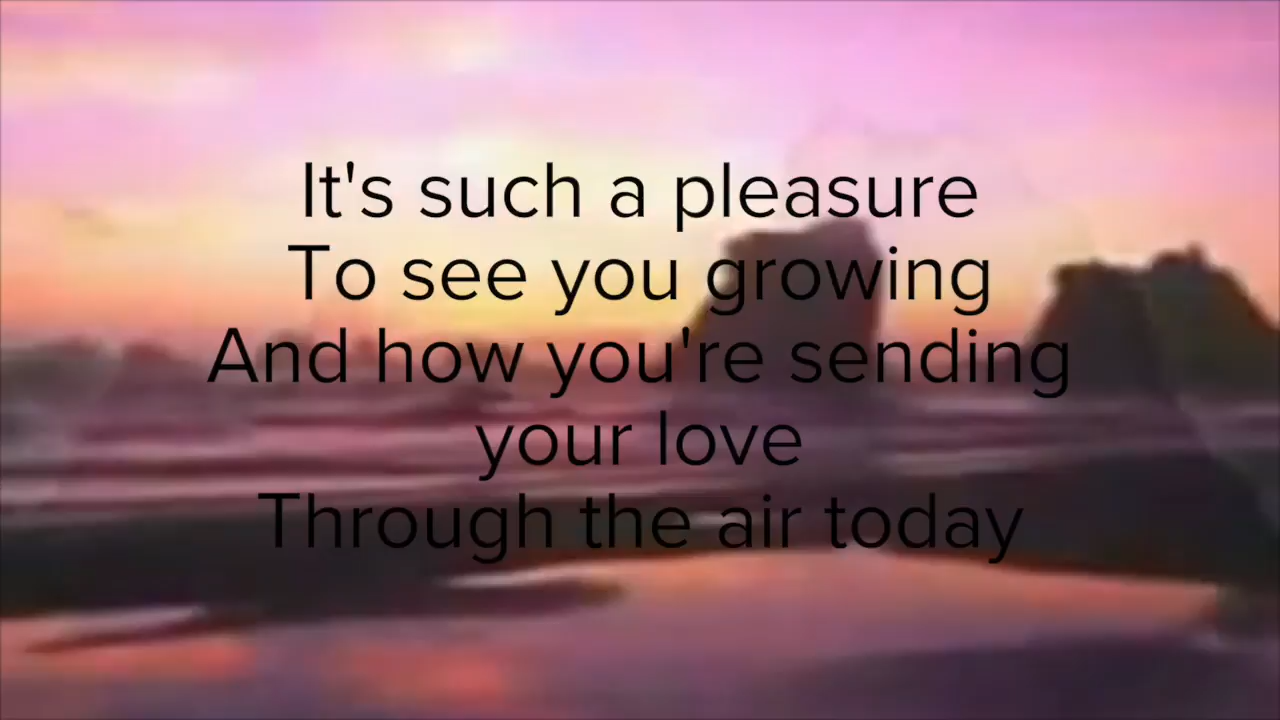 It's such a pleasure
To see you growing
And how you're sending
your love
Through the air today